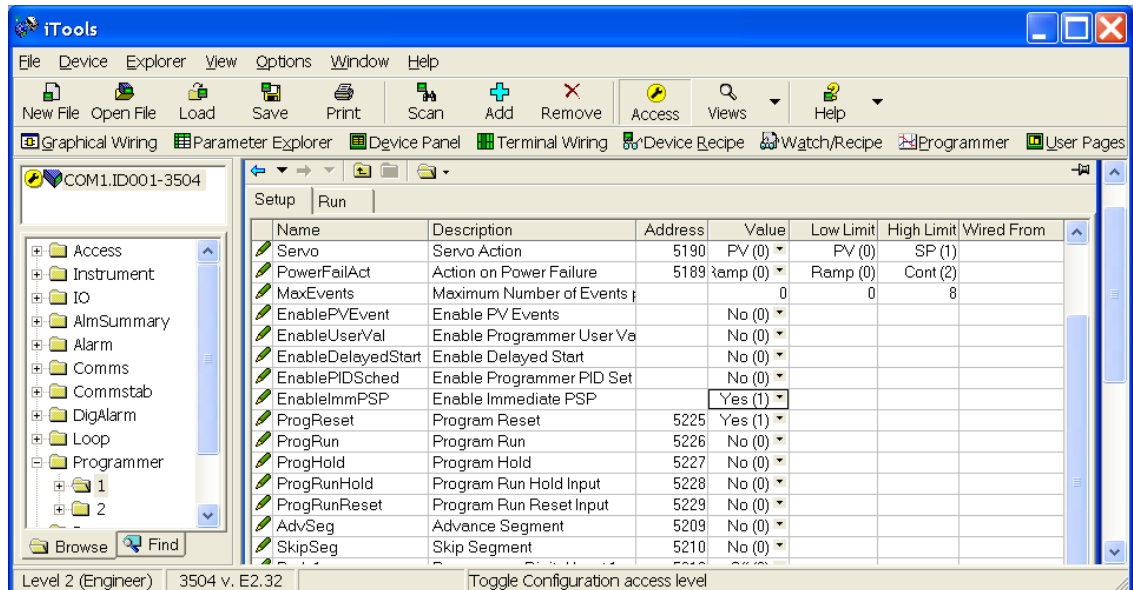 iTools
File Device Explorer View Options Window Help
New File Open File Load Save Print Scan Add Remove Access Views Help
Graphical Wiring Parameter Explorer Device Panel Terminal Wiring Device Recipe Watch/Recipe Programmer User Pages
COM1.ID001-3504
Setup Run
Name Description Address Value Low Limit High Limit Wired From
Servo Servo Action 5190 PV (0) PV (0) SP (1)
PowerFailAct Action on Power Failure 5189 Ramp (0) Ramp (0) Cont (2)
MaxEvents Maximum Number of Events 0 0 8
EnablePVEvent Enable PV Events No (0)
EnableUserVal Enable Programmer User Va No (0)
EnableDelayedStart Enable Delayed Start No (0)
EnablePIDSched Enable Programmer PID Set No (0)
EnableImmPSP Enable Immediate PSP Yes (1)
ProgReset Program Reset 5225 Yes (1)
ProgRun Program Run 5226 No (0)
ProgHold Program Hold 5227 No (0)
ProgRunHold Program Run Hold Input 5228 No (0)
ProgRunReset Program Run Reset Input 5229 No (0)
AdvSeg Advance Segment 5209 No (0)
SkipSeg Skip Segment 5210 No (0)
Access
Instrument
IO
AlmSummary
Alarm
Comms
Commstab
DigAlarm
Loop
Programmer
1
2
Browse Find
Level 2 (Engineer) 3504 v. E2.32 Toggle Configuration access level